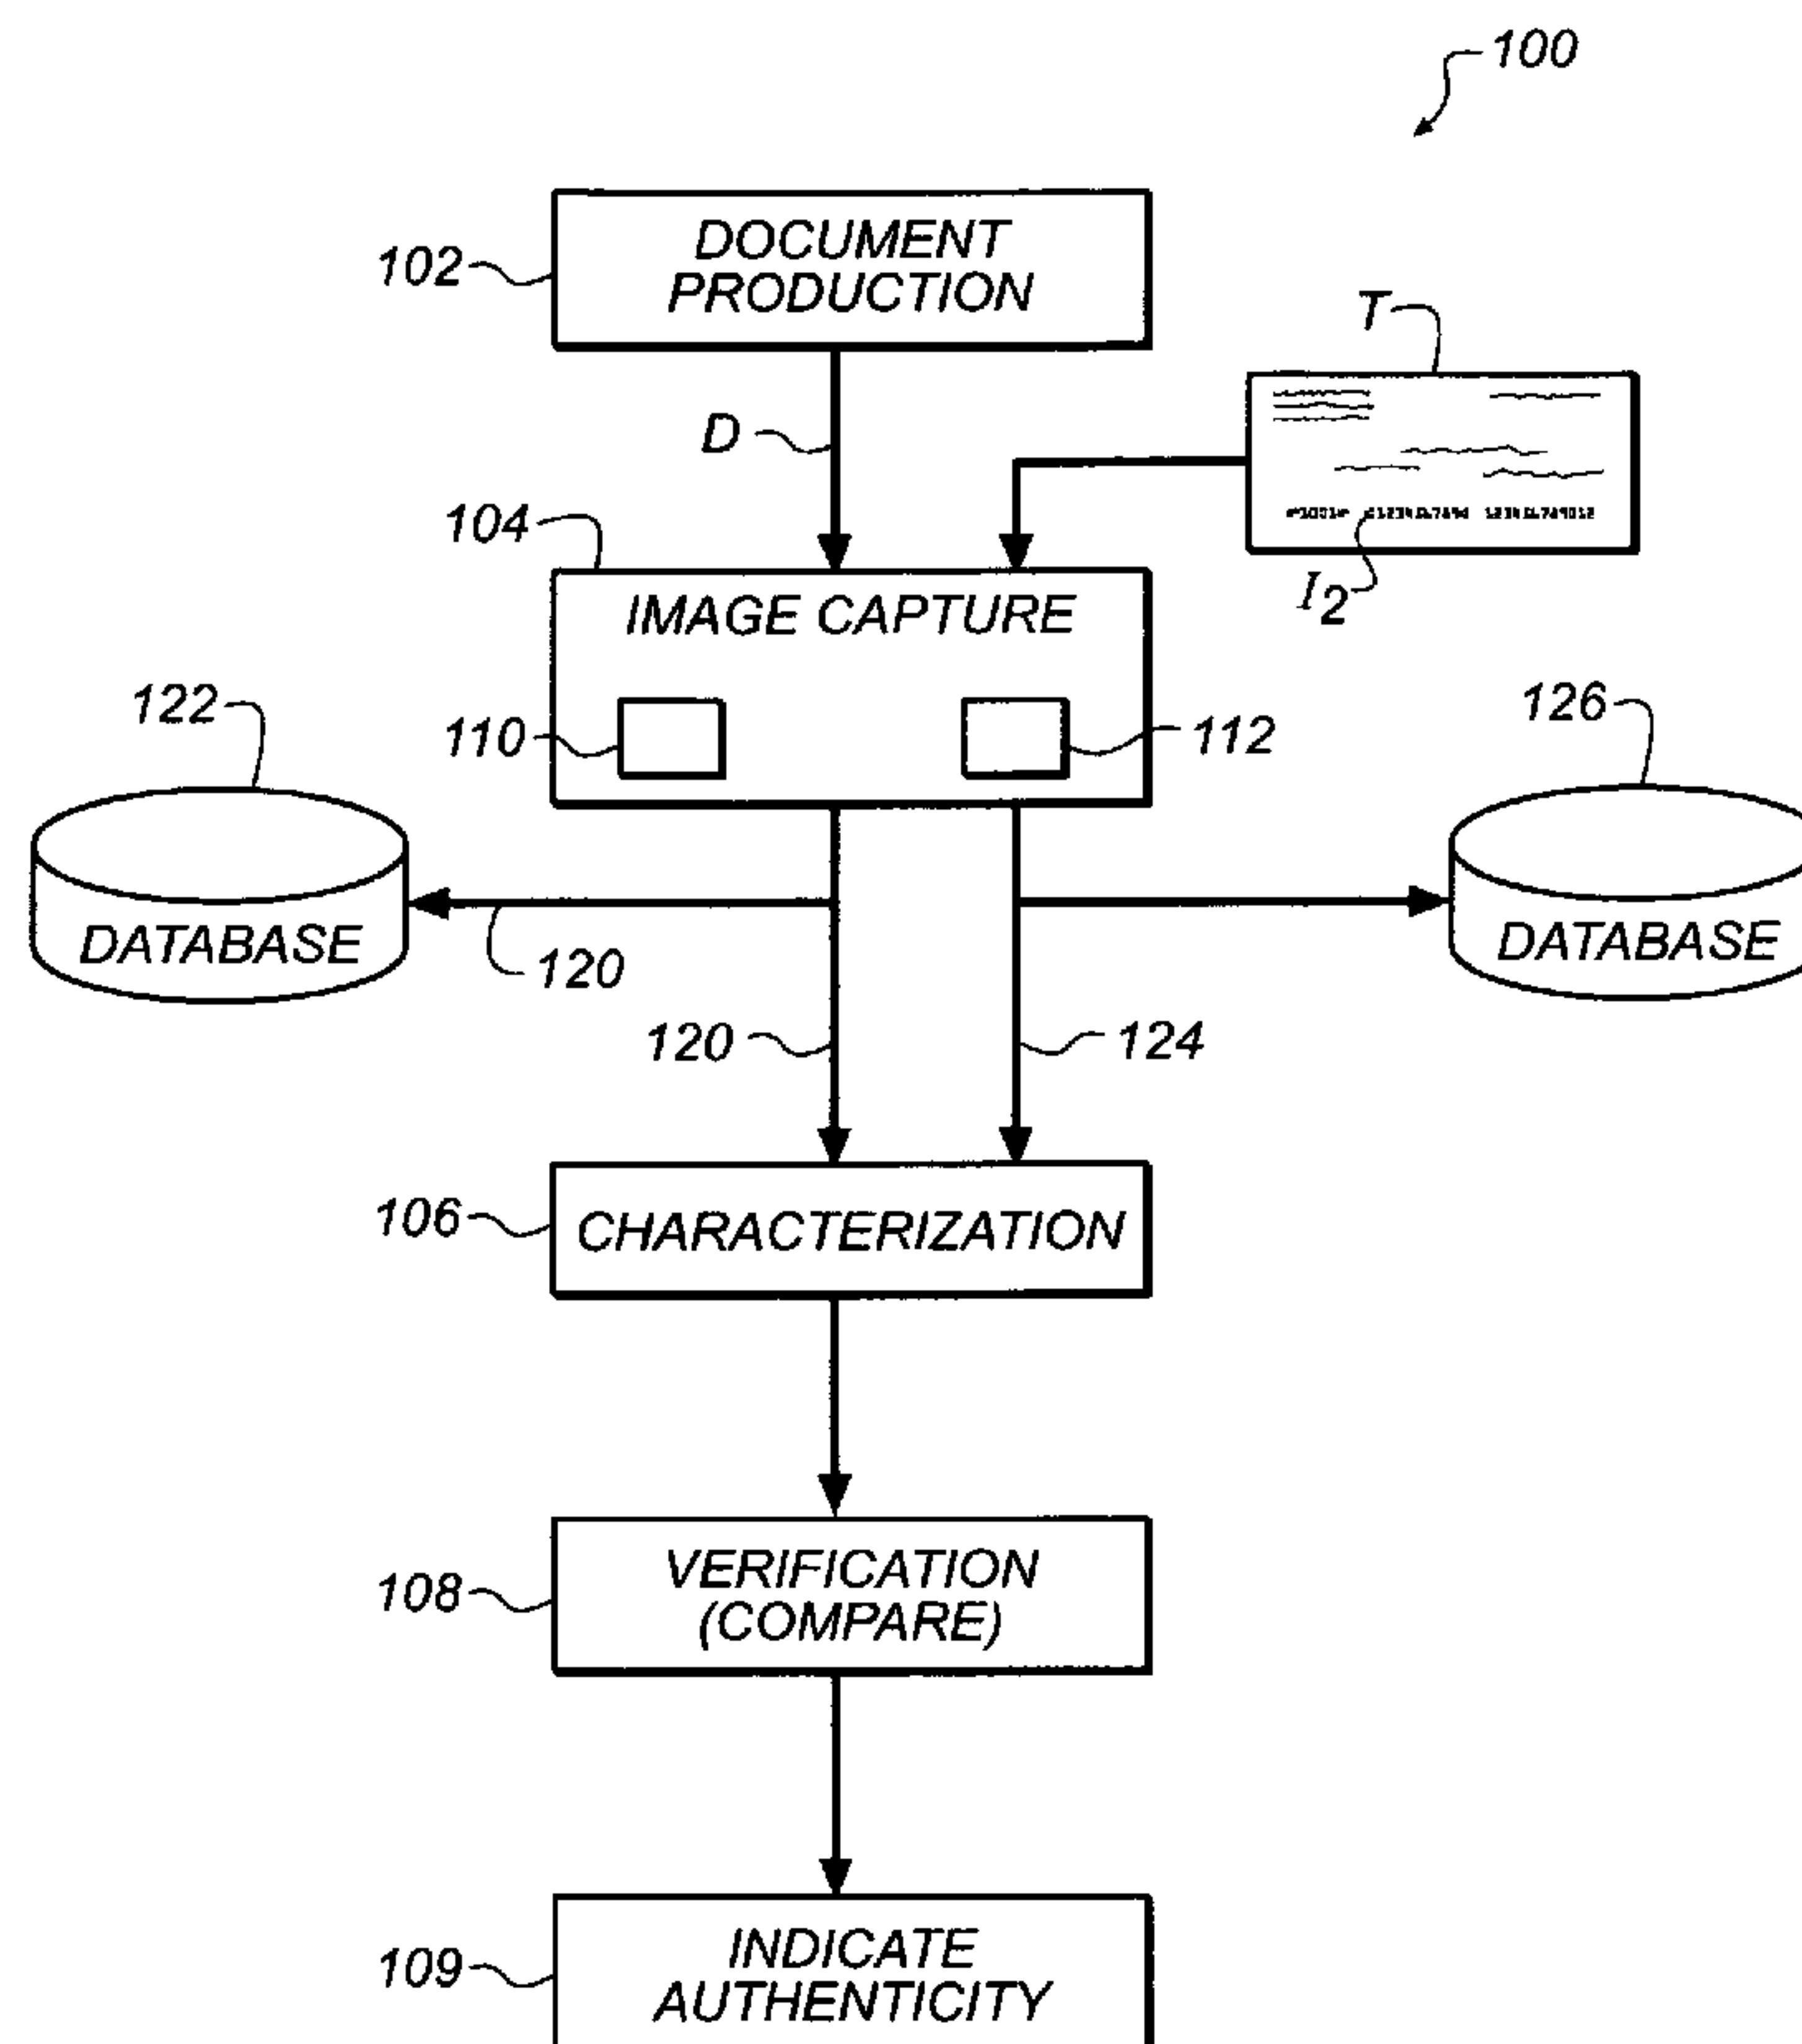 100
DOCUMENT
PRODUCTION
102
T
D
104
I2
IMAGE CAPTURE
110
112
122
126
DATABASE
DATABASE
120
120
124
106
CHARACTERIZATION
108
VERIFICATION
(COMPARE)
109
INDICATE
AUTHENTICITY